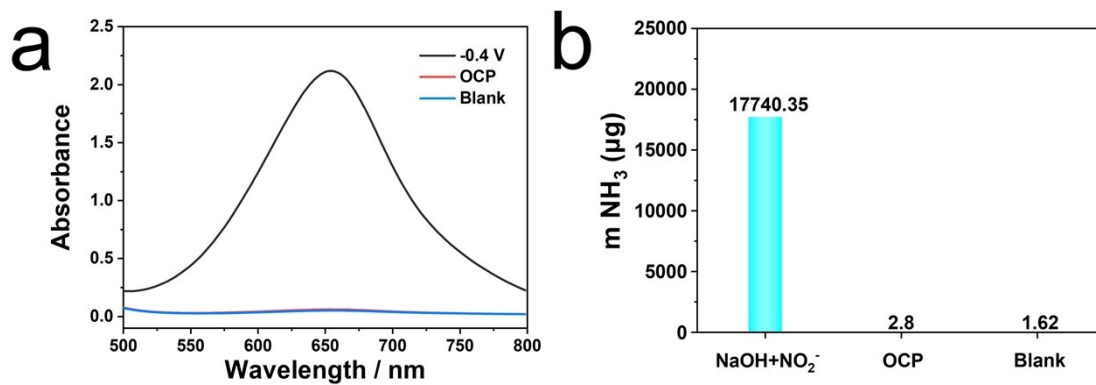 a
2.5
2.0
1.5
1.0
0.5
0.0
Absorbance
500 550 600 650 700 750 800
Wavelength / nm
-0.4 V
OCP
Blank
b
25000
20000
15000
10000
5000
0
m NH₃ (μg)
17740.35
2.8
1.62
NaOH+NO₂⁻ OCP Blank